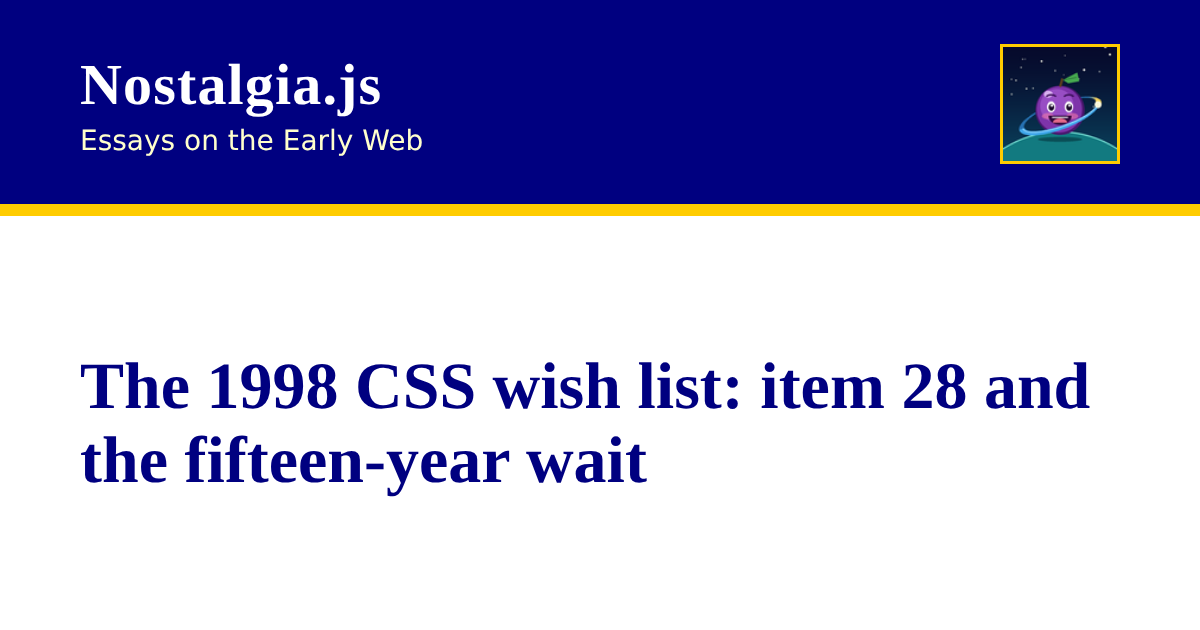 Nostalgia.js
Essays on the Early Web
The 1998 CSS wish list: item 28 and
the fifteen-year wait